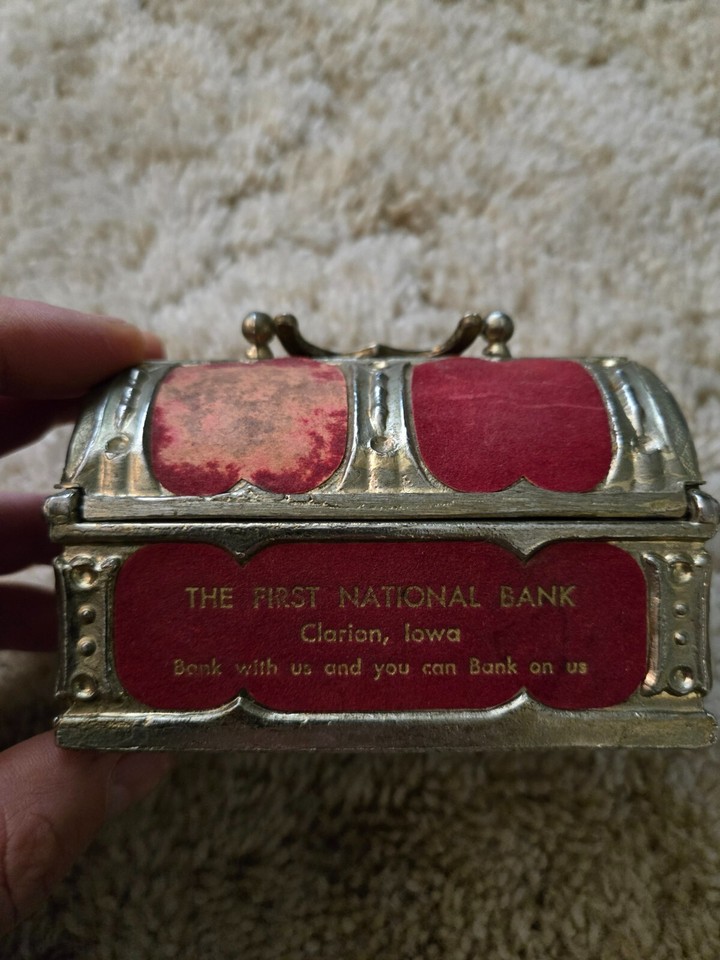 THE FIRST NATIONAL BANK
Clarion, Iowa
Bank with us and you can Bank on us